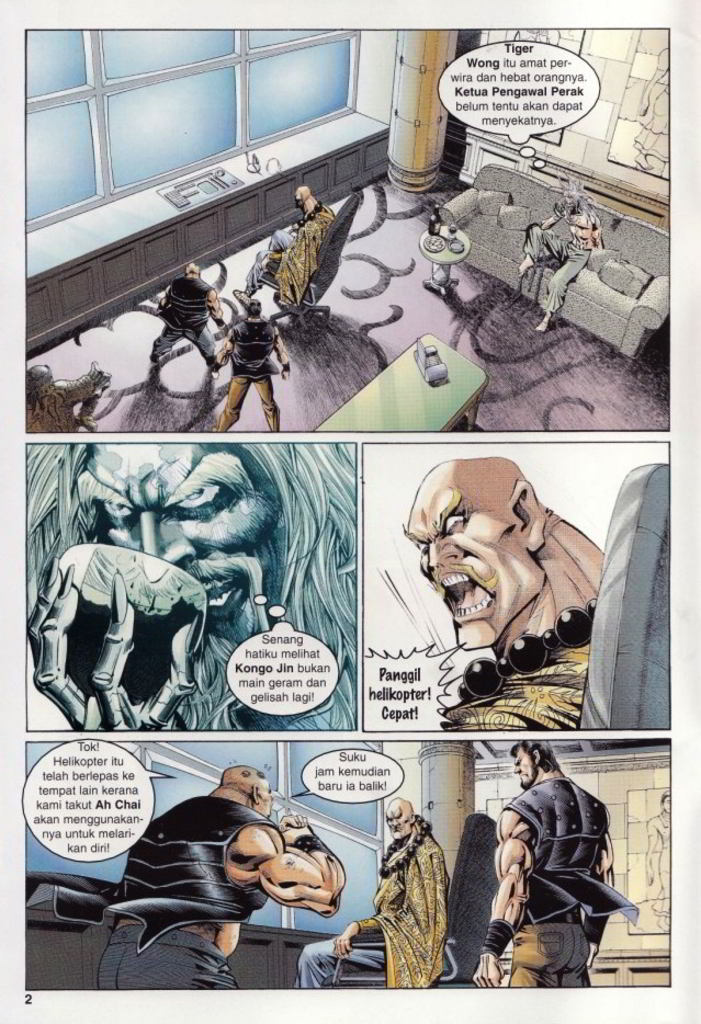 Tiger
Wong itu amat per-
wira dan hebat orangnya.
Ketua Pengawal Perak
belum tentu akan dapat
menyekatnya.
Senang
hatiku melihat
Kongo Jin bukan
main geram dan
gelisah lagi!
Panggil
helikopter!
Cepat!
Tok!
Helikopter itu
telah berlepas ke
tempat lain kerana
kami takut Ah Chai
akan menggunakan-
nya untuk melari-
kan diri!
Suku
jam kemudian
baru ia balik!
2